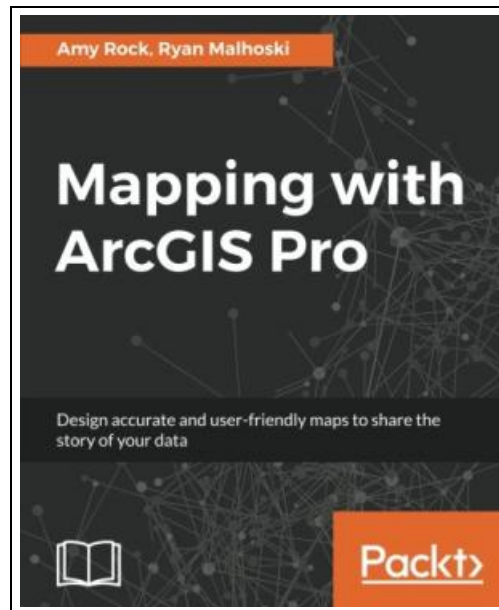 Amy Rock, Ryan Malhoski
Mapping with
ArcGIS Pro
Design accurate and user-friendly maps to share the
story of your data
Packt>